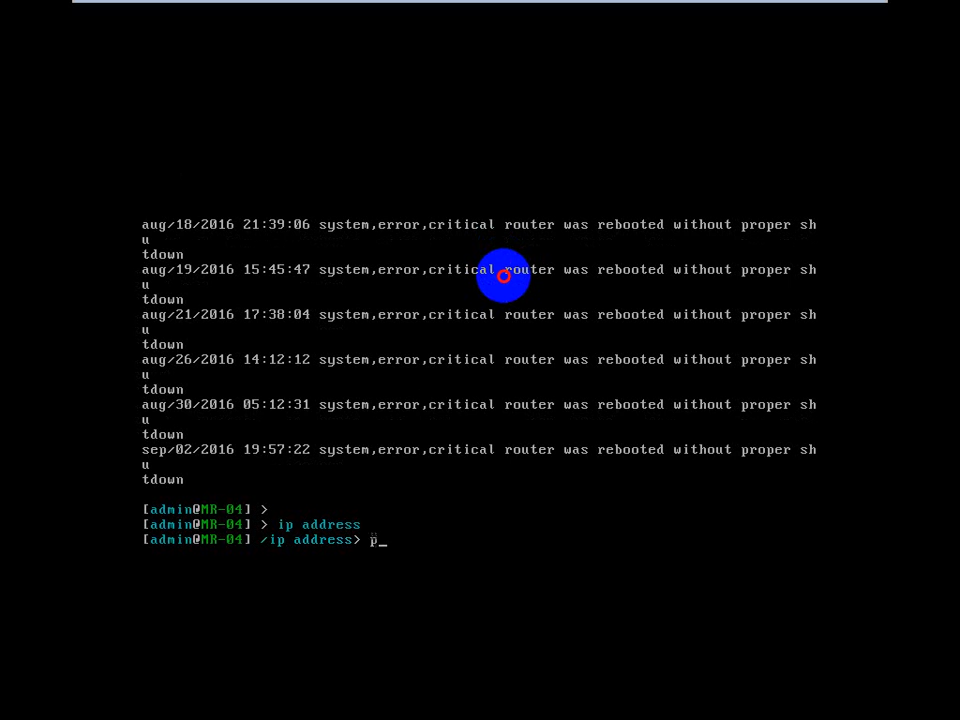 aug/18/2016 21:39:06 system,error,critical router was rebooted without proper sh
u
tdown
aug/19/2016 15:45:47 system,error,critical router was rebooted without proper sh
u
tdown
aug/21/2016 17:38:04 system,error,critical router was rebooted without proper sh
u
tdown
aug/26/2016 14:12:12 system,error,critical router was rebooted without proper sh
u
tdown
aug/30/2016 05:12:31 system,error,critical router was rebooted without proper sh
u
tdown
sep/02/2016 19:57:22 system,error,critical router was rebooted without proper sh
u
tdown
[admin@MR-04] >
[admin@MR-04] > ip address
[admin@MR-04] /ip address> p_